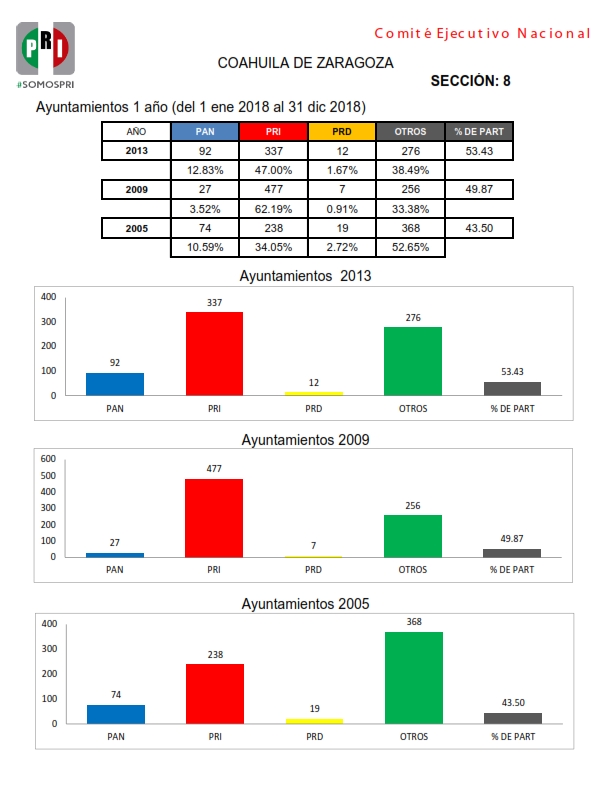 Comité Ejecutivo Nacional
PRI
#SOMOSPRI
COAHUILA DE ZARAGOZA
SECCIÓN: 8
Ayuntamientos 1 año (del 1 ene 2018 al 31 dic 2018)
AÑO PAN PRI PRD OTROS % DE PART
2013 92 337 12 276 53.43
12.83% 47.00% 1.67% 38.49%
2009 27 477 7 256 49.87
3.52% 62.19% 0.91% 33.38%
2005 74 238 19 368 43.50
10.59% 34.05% 2.72% 52.65%
Ayuntamientos 2013
400
300
200
100
0
92 337 12 276 53.43
PAN PRI PRD OTROS % DE PART
Ayuntamientos 2009
600
500
400
300
200
100
0
27 477 7 256 49.87
PAN PRI PRD OTROS % DE PART
Ayuntamientos 2005
400
300
200
100
0
74 238 19 368 43.50
PAN PRI PRD OTROS % DE PART